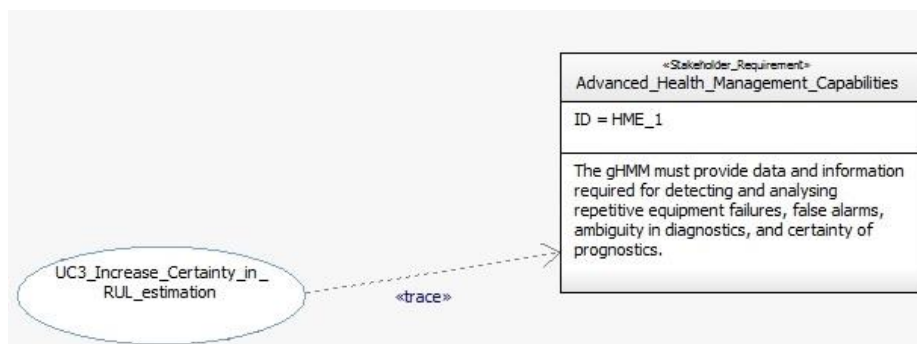 «Stakeholder_Requirement»
Advanced_Health_Management_Capabilities
ID = HME_1
The gHMM must provide data and information
required for detecting and analysing
repetitive equipment failures, false alarms,
ambiguity in diagnostics, and certainty of
prognostics.
UC3_Increase_Certainty_in_
RUL_estimation
«trace»